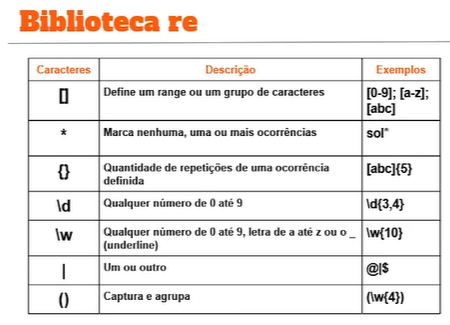 Biblioteca re
Caracteres Descrição Exemplos
[] Define um range ou um grupo de caracteres [0-9]; [a-z];
[abc]
* Marca nenhuma, uma ou mais ocorrências sol*
{} Quantidade de repetições de uma ocorrência [abc]{5}
definida
\d Qualquer número de 0 até 9 \d{3,4}
\w Qualquer número de 0 até 9, letra de a até z ou o _ \w{10}
(underline)
| Um ou outro @|$
() Captura e agrupa (\w{4})